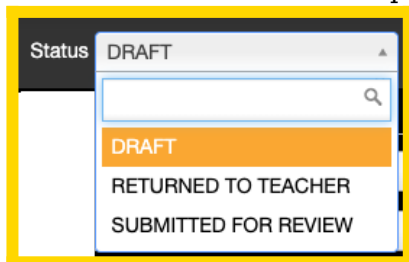 Status DRAFT
DRAFT
RETURNED TO TEACHER
SUBMITTED FOR REVIEW